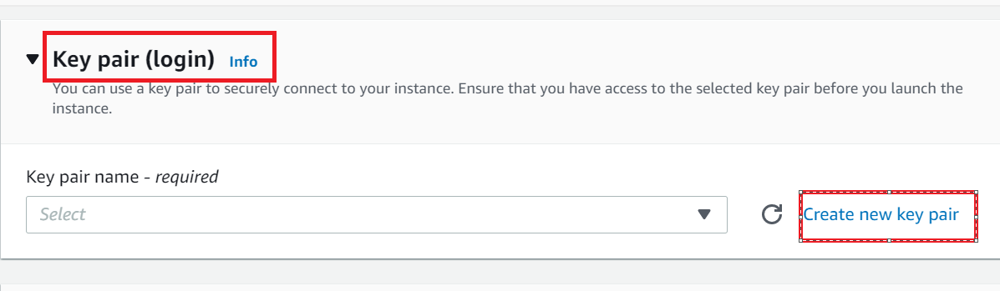 Key pair (login) Info
You can use a key pair to securely connect to your instance. Ensure that you have access to the selected key pair before you launch the
instance.
Key pair name - required
Select
Create new key pair